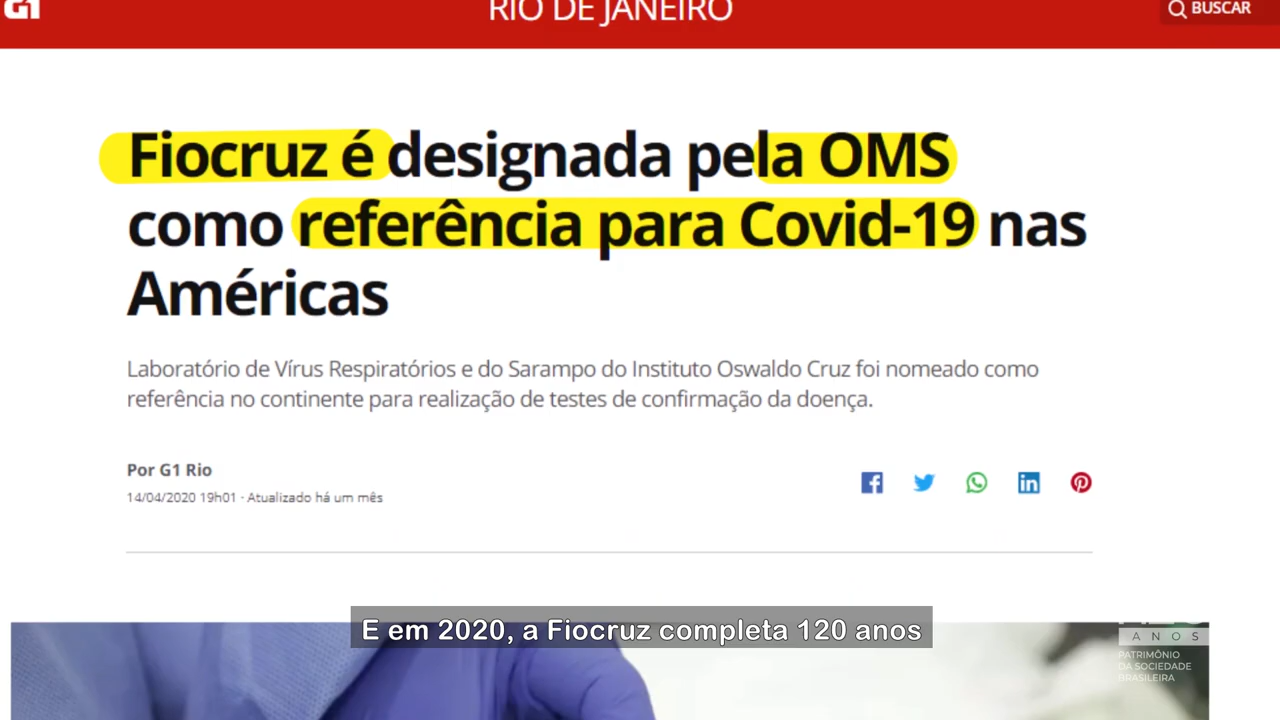 G1
RIO DE JANEIRO
BUSCAR
Fiocruz é designada pela OMS
como referência para Covid-19 nas
Américas
Laboratório de Vírus Respiratórios e do Sarampo do Instituto Oswaldo Cruz foi nomeado como
referência no continente para realização de testes de confirmação da doença.
Por G1 Rio
14/04/2020 19h01 · Atualizado há um mês
E em 2020, a Fiocruz completa 120 anos
ANOS
PATRIMÔNIO
DA SOCIEDADE
BRASILEIRA